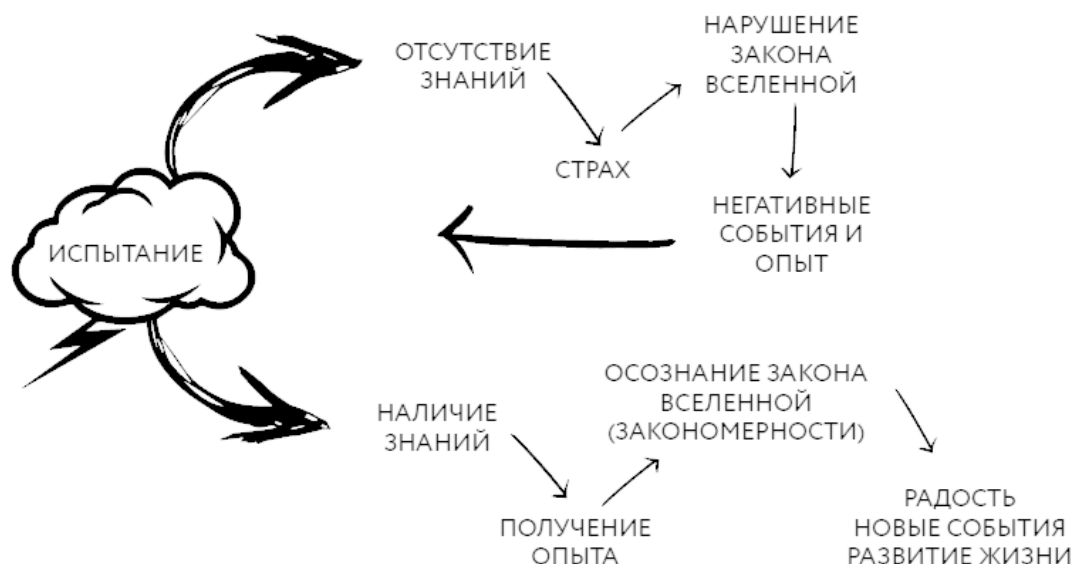 ИСПЫТАНИЕ
ОТСУТСТВИЕ
ЗНАНИЙ
СТРАХ
НАРУШЕНИЕ
ЗАКОНА
ВСЕЛЕННОЙ
НЕГАТИВНЫЕ
СОБЫТИЯ И
ОПЫТ
НАЛИЧИЕ
ЗНАНИЙ
ПОЛУЧЕНИЕ
ОПЫТА
ОСОЗНАНИЕ ЗАКОНА
ВСЕЛЕННОЙ
(ЗАКОНОМЕРНОСТИ)
РАДОСТЬ
НОВЫЕ СОБЫТИЯ
РАЗВИТИЕ ЖИЗНИ